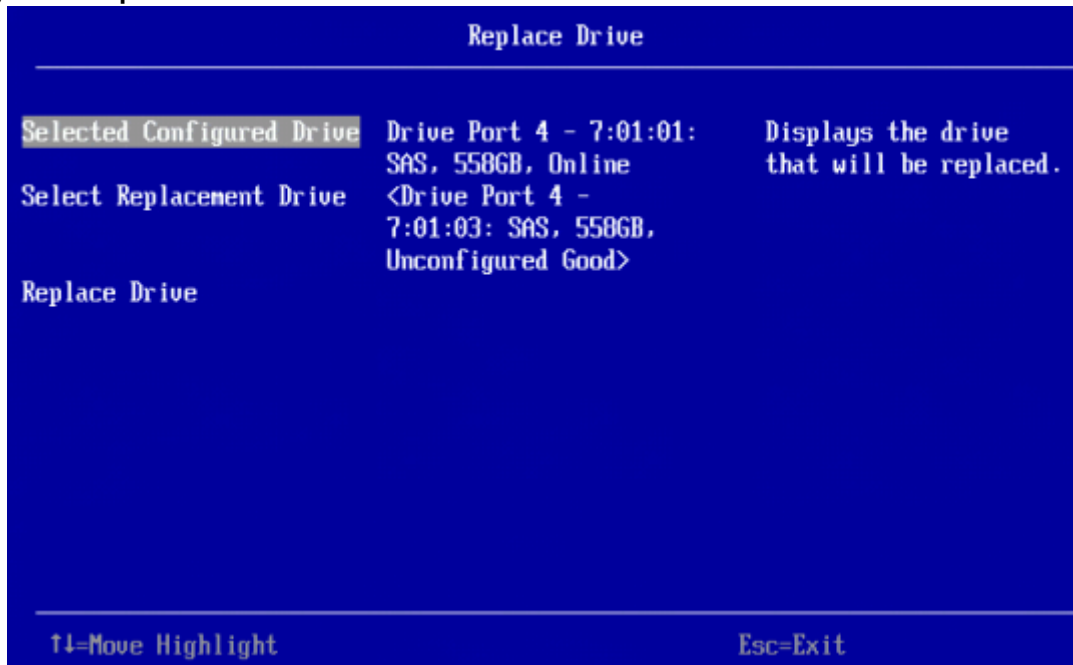 Replace Drive
Selected Configured Drive Drive Port 4 - 7:01:01: Displays the drive
SAS, 558GB, Online that will be replaced.
Select Replacement Drive <Drive Port 4 -
7:01:03: SAS, 558GB,
Unconfigured Good>
Replace Drive
↑↓=Move Highlight Esc=Exit